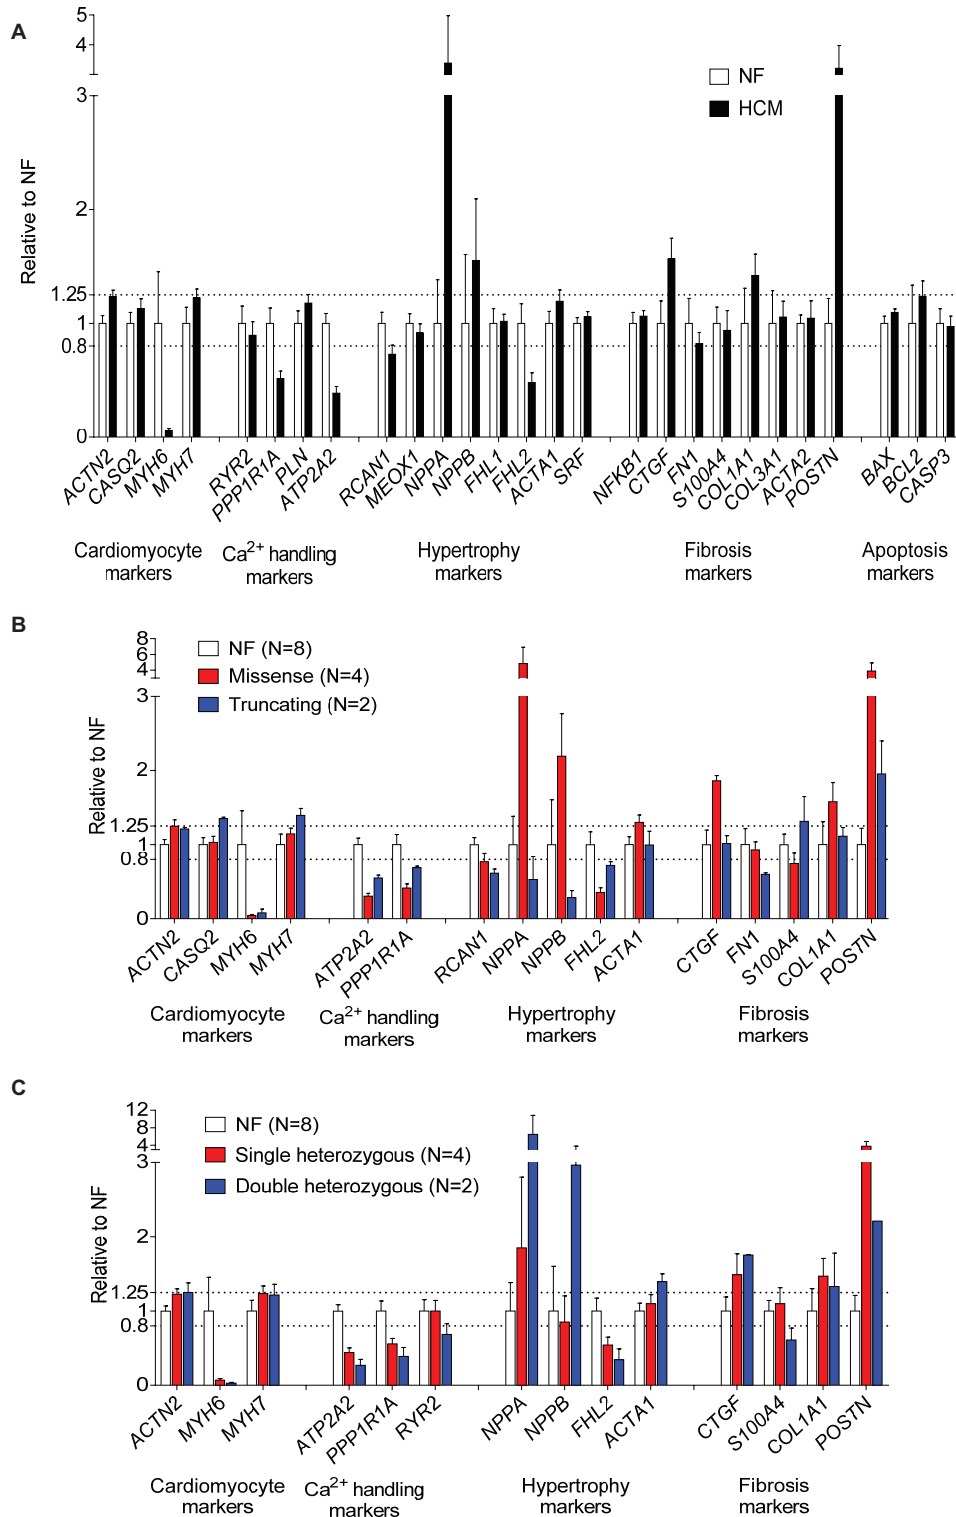 A
5
4
3
2
1.25
1
0.8
0
Relative to NF
NF
HCM
ACTN2 CASQ2 MYH6 MYH7 RYR2 PPP1R1A PLN ATP2A2 RCAN1 MEOX1 NPPA NPPB FHL1 FHL2 ACTA1 SRF NFKB1 CTGF FN1 S100A4 COL1A1 COL3A1 ACTA2 POSTN BAX BCL2 CASP3
Cardiomyocyte markers
Ca2+ handling markers
Hypertrophy markers
Fibrosis markers
Apoptosis markers
B
8
6
4
3
2
1.25
1
0.8
0
Relative to NF
NF (N=8)
Missense (N=4)
Truncating (N=2)
ACTN2 CASQ2 MYH6 MYH7 ATP2A2 PPP1R1A RCAN1 NPPA NPPB FHL2 ACTA1 CTGF FN1 S100A4 COL1A1 POSTN
Cardiomyocyte markers
Ca2+ handling markers
Hypertrophy markers
Fibrosis markers
C
12
8
4
3
2
1.25
1
0.8
0
Relative to NF
NF (N=8)
Single heterozygous (N=4)
Double heterozygous (N=2)
ACTN2 MYH6 MYH7 ATP2A2 PPP1R1A RYR2 NPPA NPPB FHL2 ACTA1 CTGF S100A4 COL1A1 POSTN
Cardiomyocyte markers
Ca2+ handling markers
Hypertrophy markers
Fibrosis markers